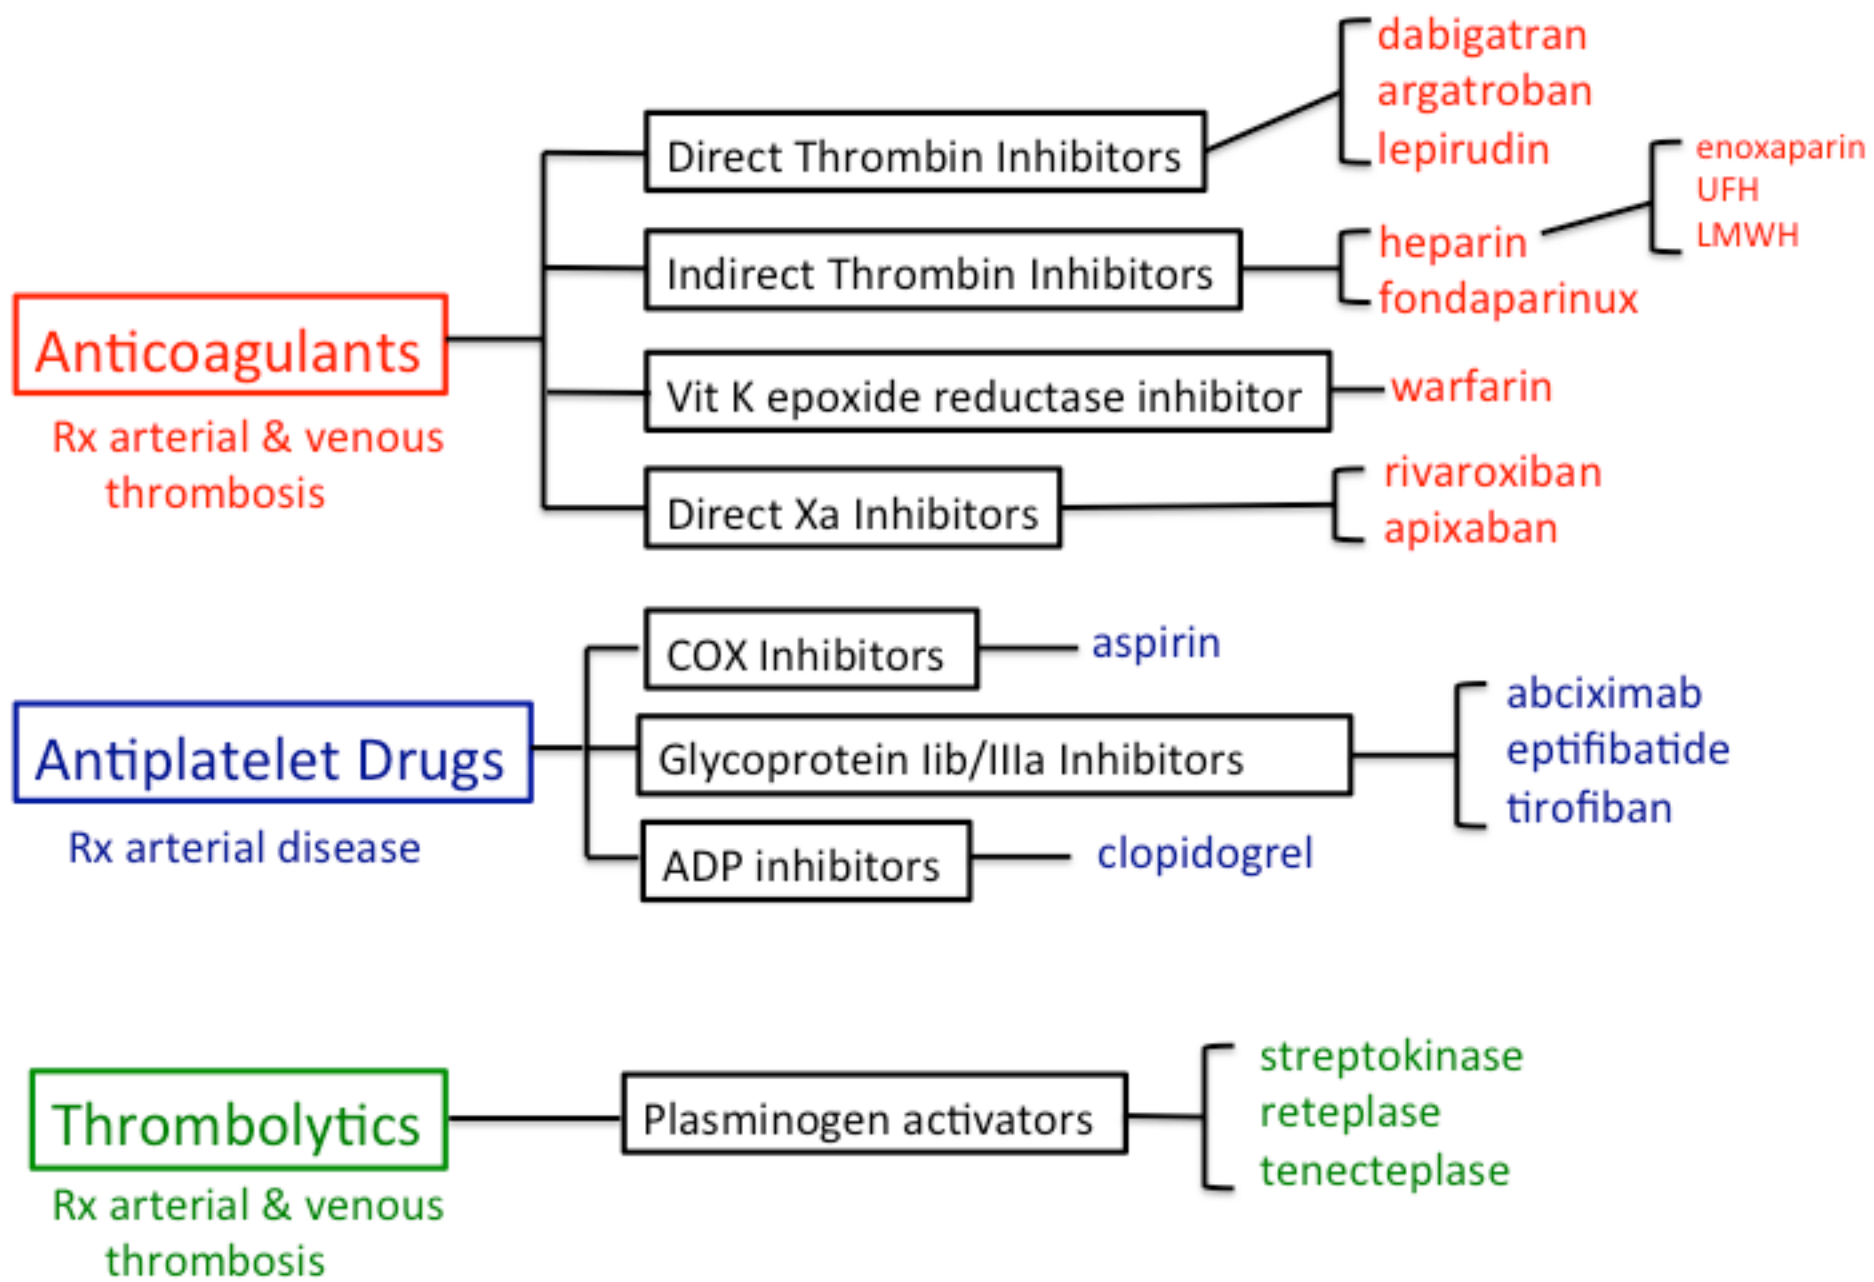 dabigatran
argatroban
lepirudin
Direct Thrombin Inhibitors
enoxaparin
UFH
LMWH
heparin
fondaparinux
Indirect Thrombin Inhibitors
Anticoagulants
Rx arterial & venous
thrombosis
Vit K epoxide reductase inhibitor
warfarin
Direct Xa Inhibitors
rivaroxiban
apixaban
COX Inhibitors
aspirin
Antiplatelet Drugs
Rx arterial disease
Glycoprotein Iib/IIIa Inhibitors
abciximab
eptifibatide
tirofiban
ADP inhibitors
clopidogrel
Thrombolytics
Rx arterial & venous
thrombosis
Plasminogen activators
streptokinase
reteplase
tenecteplase